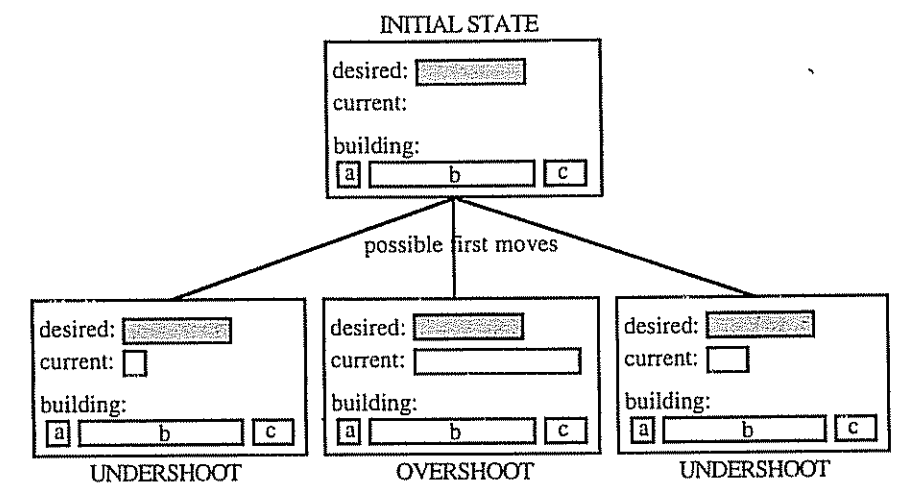 INITIAL STATE
desired:
current:
building:
a b c
possible first moves
desired:
current:
building:
a b c
UNDERSHOOT
desired:
current:
building:
a b c
OVERSHOOT
desired:
current:
building:
a b c
UNDERSHOOT